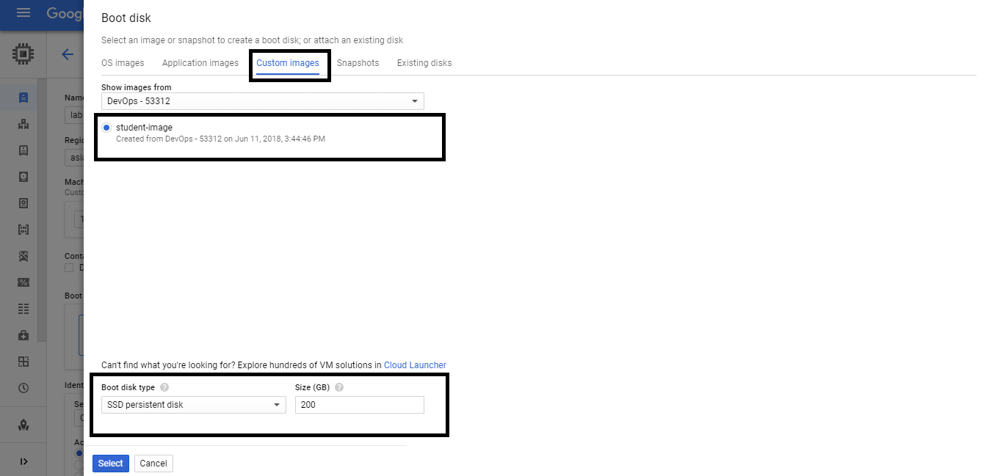 Googl
Boot disk
Select an image or snapshot to create a boot disk; or attach an existing disk
OS images Application images Custom images Snapshots Existing disks
Show images from
DevOps - 53312
student-image
Created from DevOps - 53312 on Jun 11, 2018, 3:44:46 PM
Can't find what you're looking for? Explore hundreds of VM solutions in Cloud Launcher
Boot disk type ? Size (GB) ?
SSD persistent disk 200
Select Cancel
Name
lab
Regio
asia
Mach
Custo
1
Conta
D
Boot
Ident
Se
Ac